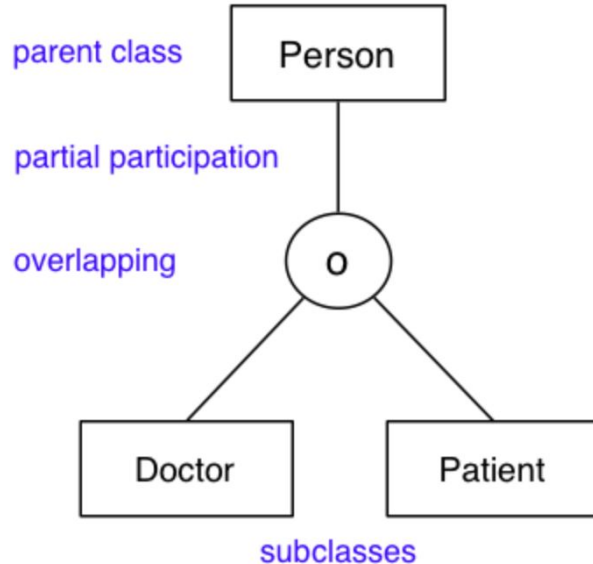 parent class
Person
partial participation
overlapping
o
Doctor
Patient
subclasses